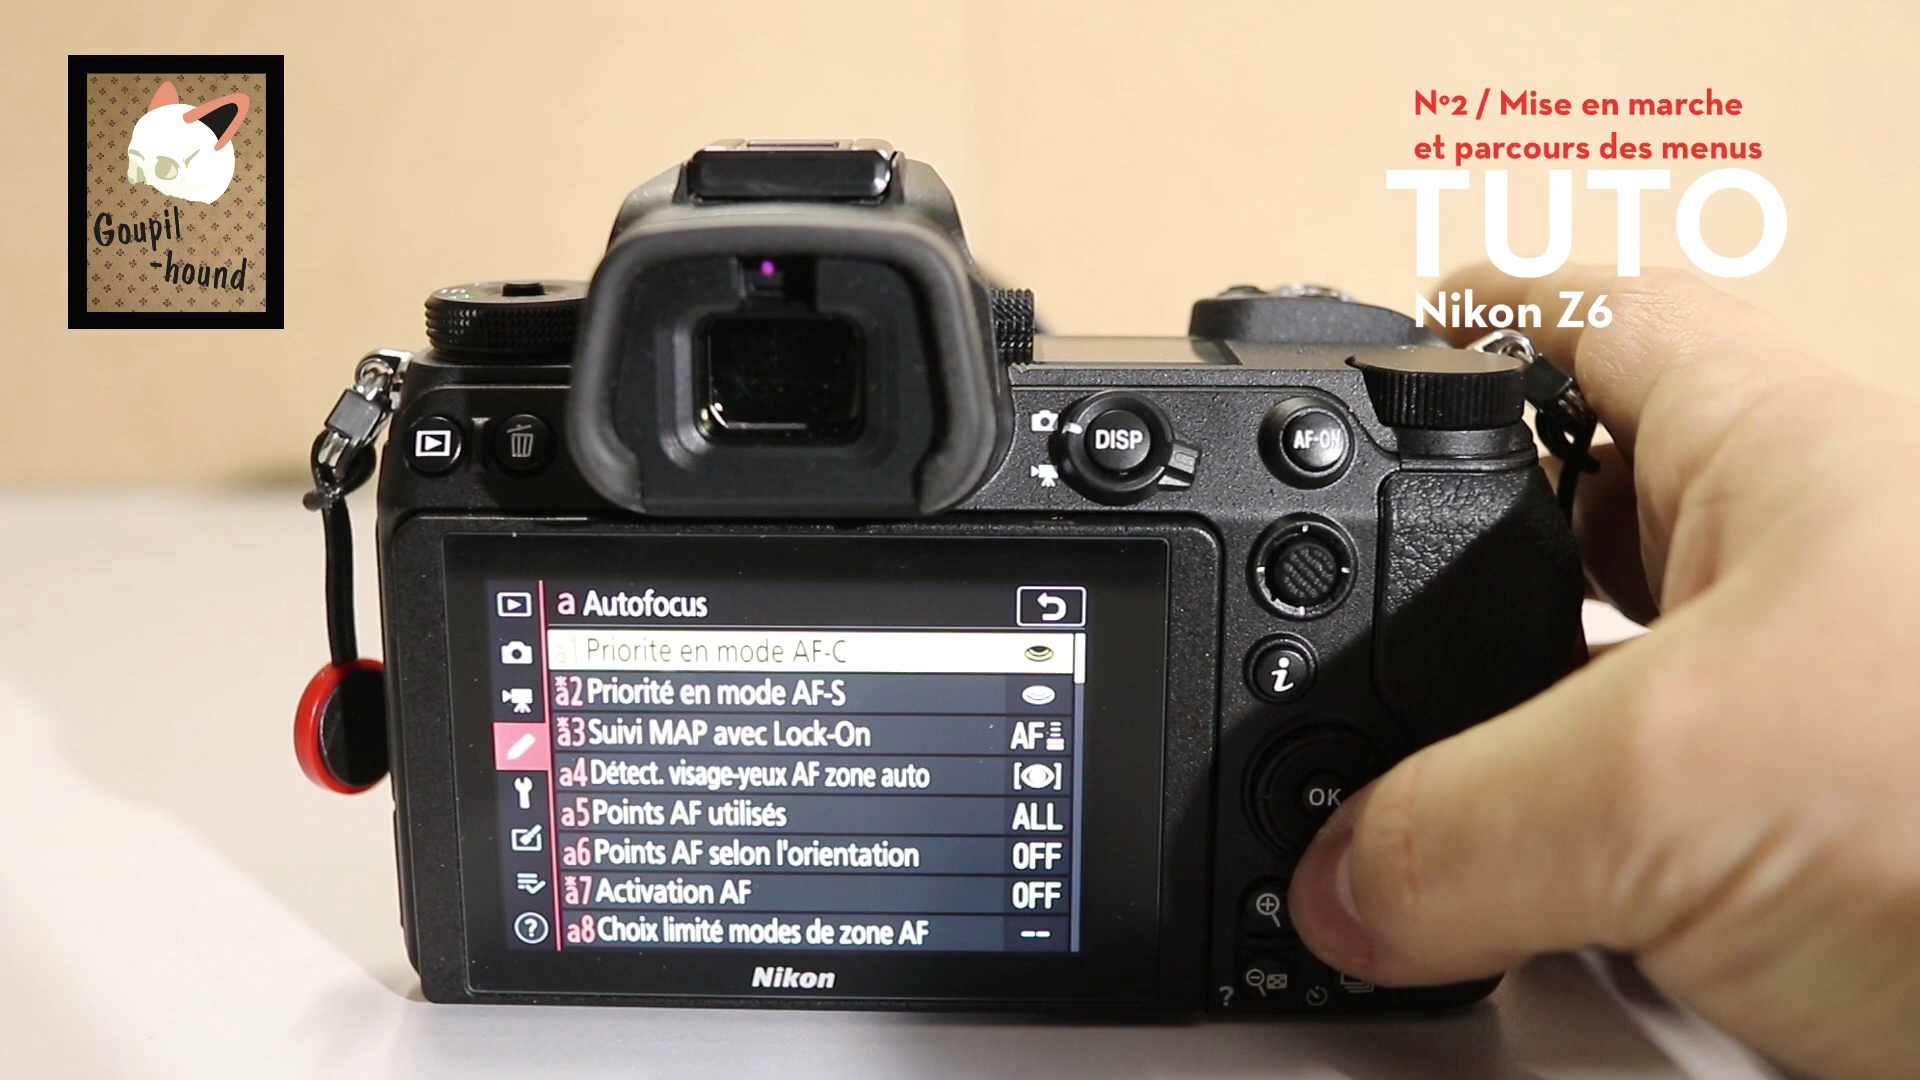 Goupil
-hound
N°2 / Mise en marche
et parcours des menus
TUTO
Nikon Z6
DISP
AF-ON
i
OK
?
a Autofocus
a1 Priorité en mode AF-C
*a2 Priorité en mode AF-S
*a3 Suivi MAP avec Lock-On AF
a4 Détect. visage-yeux AF zone auto
a5 Points AF utilisés ALL
a6 Points AF selon l'orientation OFF
*a7 Activation AF OFF
a8 Choix limité modes de zone AF --
?
Nikon